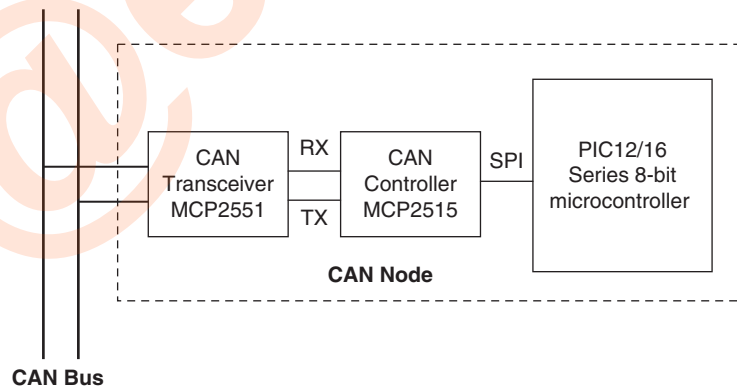 CAN
Transceiver
MCP2551
RX
TX
CAN
Controller
MCP2515
SPI
PIC12/16
Series 8-bit
microcontroller
CAN Node
CAN Bus
@e